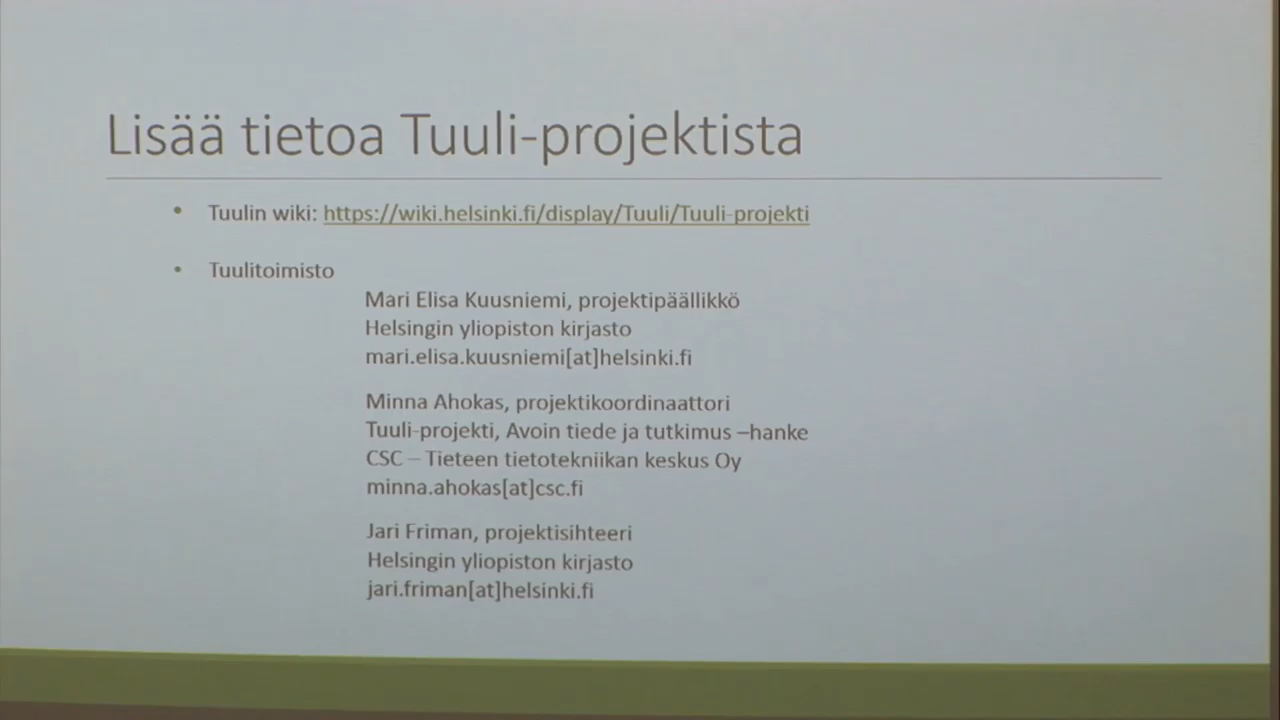 Lisää tietoa Tuuli-projektista
• Tuulin wiki: https://wiki.helsinki.fi/display/Tuuli/Tuuli-projekti
• Tuulitoimisto
Mari Elisa Kuusniemi, projektipäällikkö
Helsingin yliopiston kirjasto
mari.elisa.kuusniemi[at]helsinki.fi
Minna Ahokas, projektikoordinaattori
Tuuli-projekti, Avoin tiede ja tutkimus –hanke
CSC – Tieteen tietotekniikan keskus Oy
minna.ahokas[at]csc.fi
Jari Friman, projektisihteeri
Helsingin yliopiston kirjasto
jari.friman[at]helsinki.fi